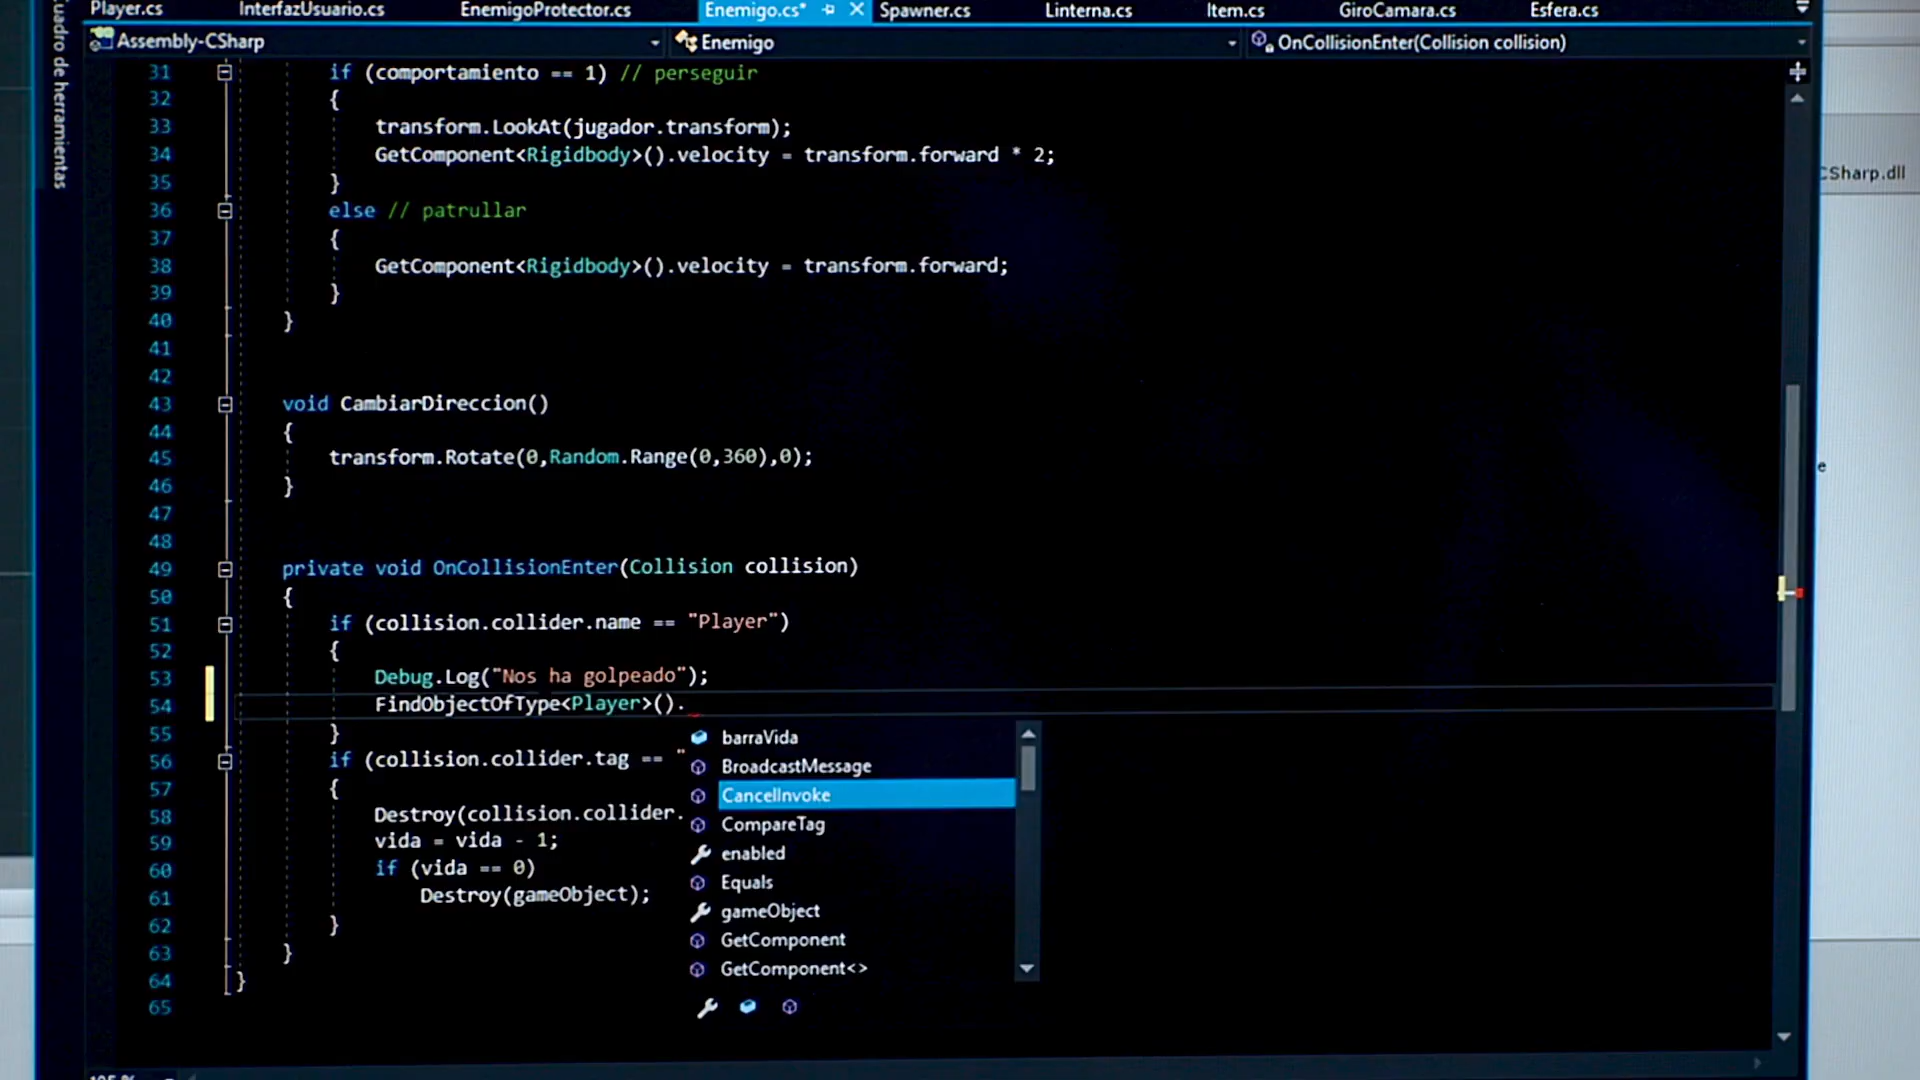 Player.cs InterfazUsuario.cs EnemigoProtector.cs Enemigo.cs* Spawner.cs Linterna.cs Item.cs GiroCamara.cs Esfera.cs
Assembly-CSharp Enemigo OnCollisionEnter(Collision collision)
de herramientas
CSharp.dll
e
31 if (comportamiento == 1) // perseguir
32 {
33 transform.LookAt(jugador.transform);
34 GetComponent<Rigidbody>().velocity = transform.forward * 2;
35 }
36 else // patrullar
37 {
38 GetComponent<Rigidbody>().velocity = transform.forward;
39 }
40 }
41
42
43 void CambiarDireccion()
44 {
45 transform.Rotate(0,Random.Range(0,360),0);
46 }
47
48
49 private void OnCollisionEnter(Collision collision)
50 {
51 if (collision.collider.name == "Player")
52 {
53 Debug.Log("Nos ha golpeado");
54 FindObjectOfType<Player>().
55 }
56 if (collision.collider.tag == "
57 {
58 Destroy(collision.collider.
59 vida = vida - 1;
60 if (vida == 0)
61 Destroy(gameObject);
62 }
63 }
64 }
65
barraVida
BroadcastMessage
CancelInvoke
CompareTag
enabled
Equals
gameObject
GetComponent
GetComponent<>